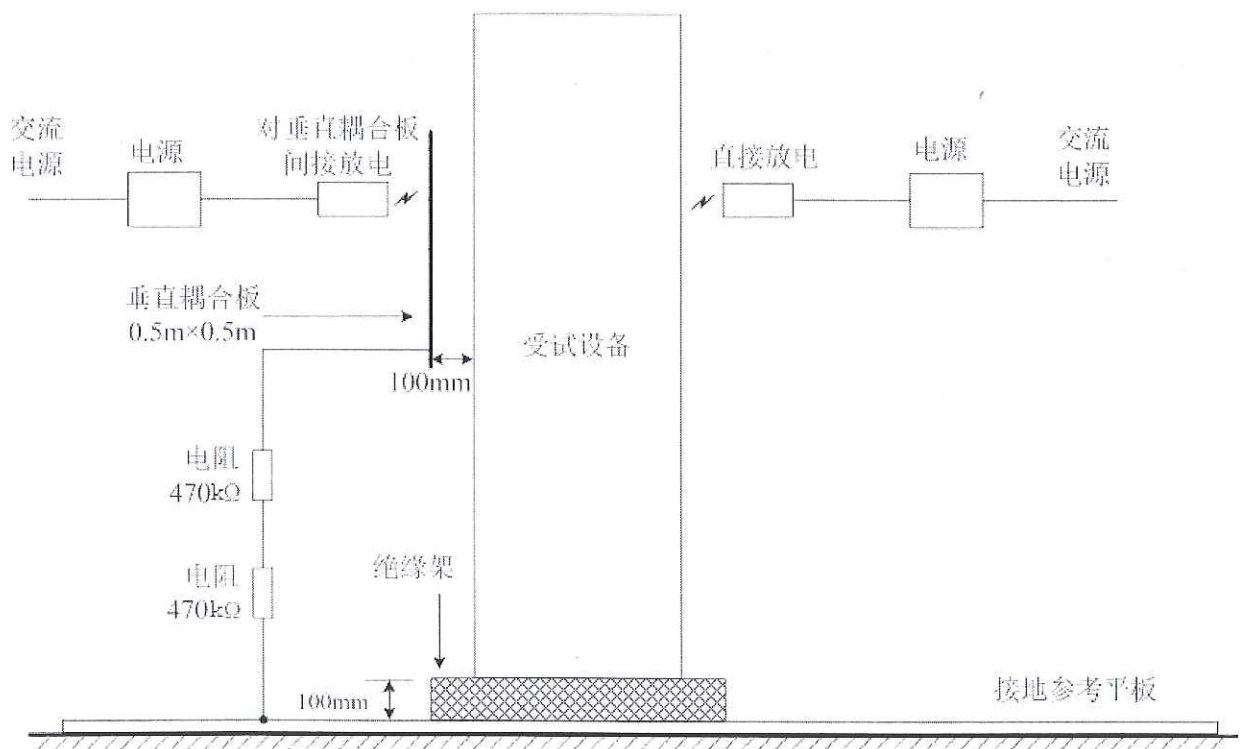 交流
电源
电源
对垂直耦合板
间接放电
直接放电
电源
交流
电源
垂直耦合板
0.5m×0.5m
受试设备
100mm
电阻
470kΩ
电阻
470kΩ
绝缘架
100mm
接地参考平板